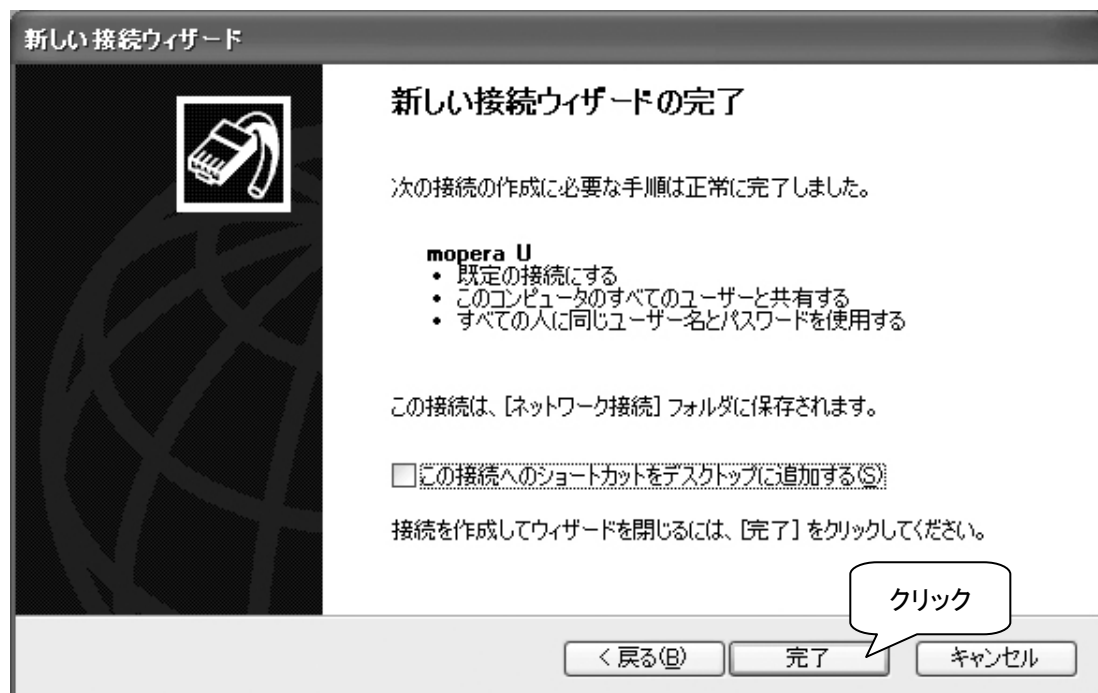 新しい接続ウィザード
新しい接続ウィザードの完了
次の接続の作成に必要な手順は正常に完了しました。
mopera U
• 既定の接続にする
• このコンピュータのすべてのユーザーと共有する
• すべての人に同じユーザー名とパスワードを使用する
この接続は、[ネットワーク接続] フォルダに保存されます。
この接続へのショートカットをデスクトップに追加する(S)
接続を作成してウィザードを閉じるには、[完了] をクリックしてください。
クリック
< 戻る(B) 完了 キャンセル